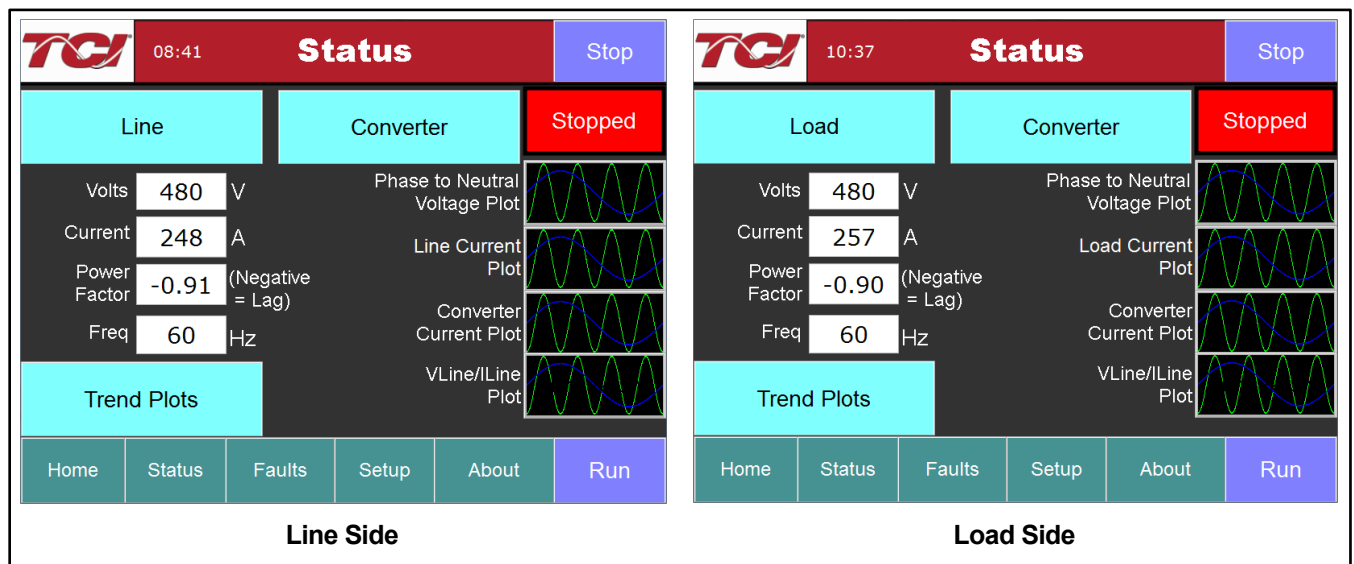 TCI
08:41
Status
Stop
Line
Converter
Stopped
Volts 480 V
Current 248 A
Power
Factor
-0.91
(Negative
= Lag)
Freq 60 Hz
Phase to Neutral
Voltage Plot
Line Current
Plot
Converter
Current Plot
VLine/ILine
Plot
Trend Plots
Home
Status
Faults
Setup
About
Run
Line Side
TCI
10:37
Status
Stop
Load
Converter
Stopped
Volts 480 V
Current 257 A
Power
Factor
-0.90
(Negative
= Lag)
Freq 60 Hz
Phase to Neutral
Voltage Plot
Load Current
Plot
Converter
Current Plot
VLine/ILine
Plot
Trend Plots
Home
Status
Faults
Setup
About
Run
Load Side